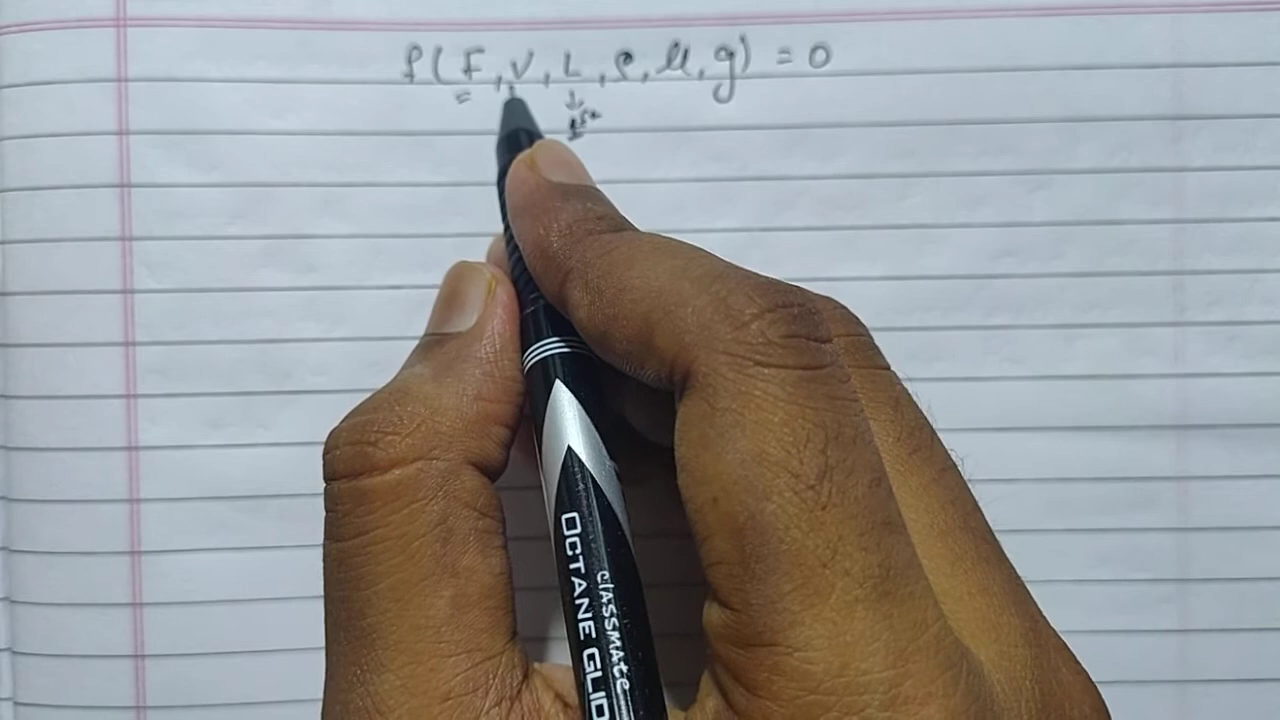 f(F,V,L,ρ,μ,g) = 0
classmate
OCTANE GLID